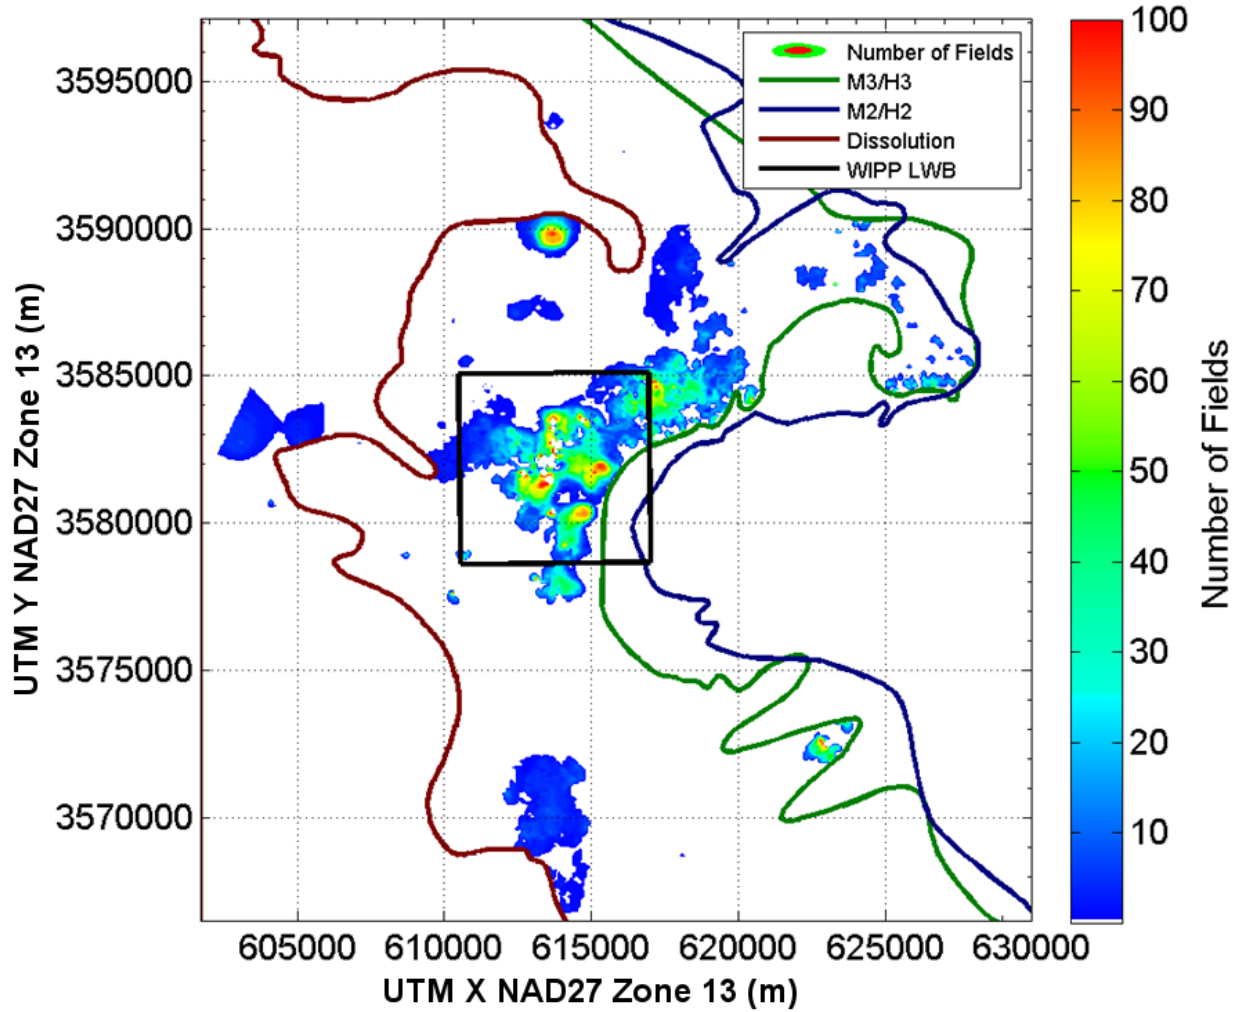 Number of Fields
M3/H3
M2/H2
Dissolution
WIPP LWB
3595000
3590000
3585000
3580000
3575000
3570000
UTM Y NAD27 Zone 13 (m)
605000 610000 615000 620000 625000 630000
UTM X NAD27 Zone 13 (m)
100
90
80
70
60
50
40
30
20
10
Number of Fields